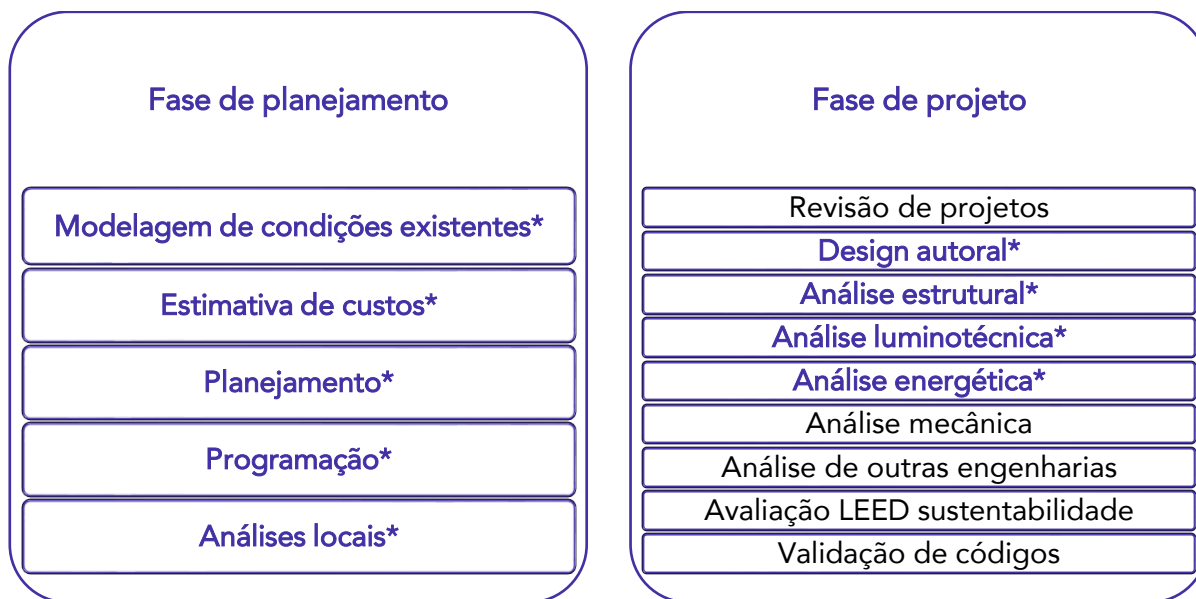 Fase de planejamento
Modelagem de condições existentes*
Estimativa de custos*
Planejamento*
Programação*
Análises locais*
Fase de projeto
Revisão de projetos
Design autoral*
Análise estrutural*
Análise luminotécnica*
Análise energética*
Análise mecânica
Análise de outras engenharias
Avaliação LEED sustentabilidade
Validação de códigos